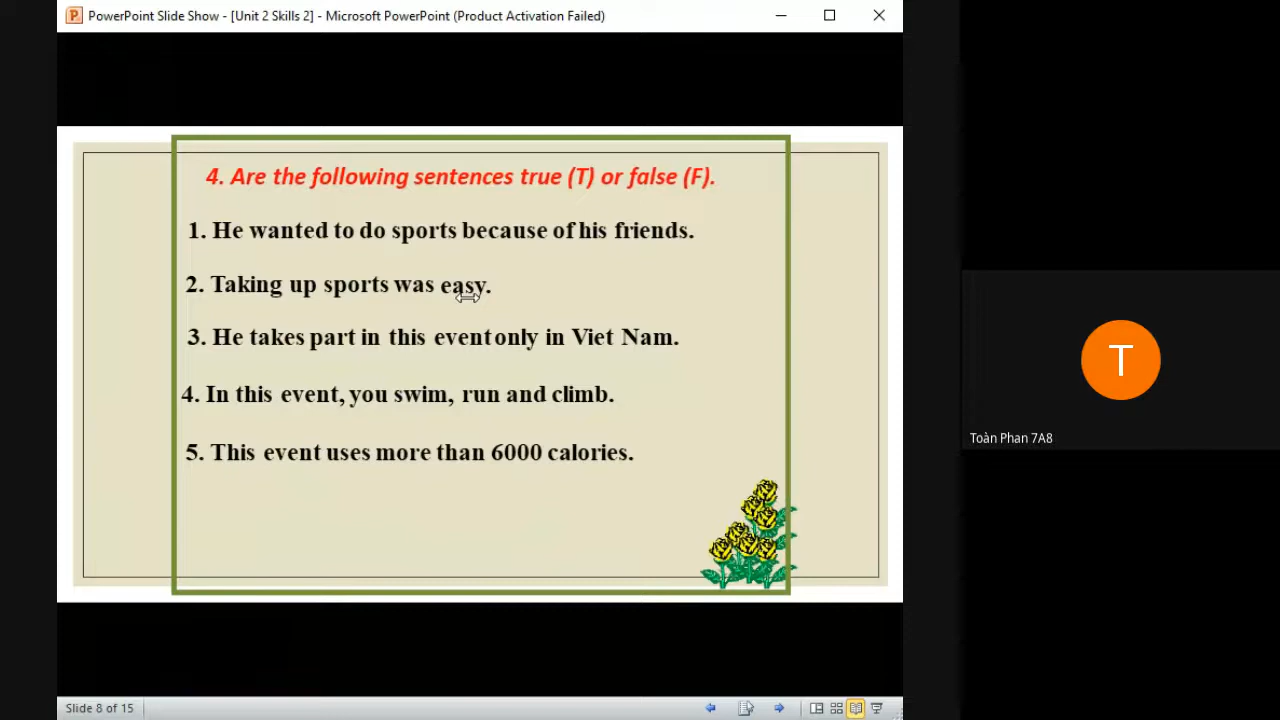 PowerPoint Slide Show - [Unit 2 Skills 2] - Microsoft PowerPoint (Product Activation Failed)
4. Are the following sentences true (T) or false (F).
1. He wanted to do sports because of his friends.
2. Taking up sports was easy.
3. He takes part in this event only in Viet Nam.
4. In this event, you swim, run and climb.
5. This event uses more than 6000 calories.
T
Toàn Phan 7A8
Slide 8 of 15